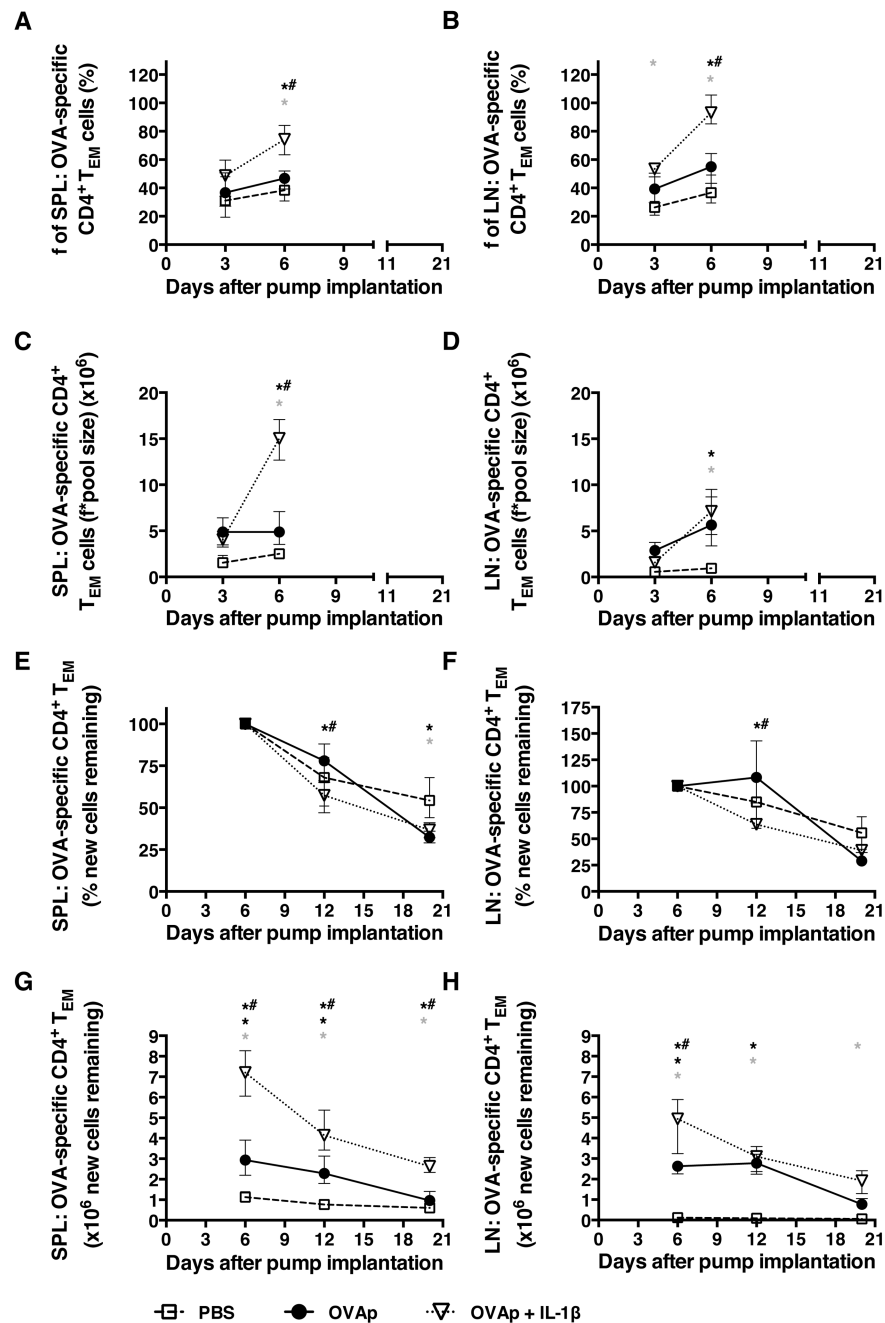 A
f of SPL: OVA-specific
CD4+ TEM cells (%)
120
100
80
60
40
20
0
*#
*
0 3 6 9 11 21
Days after pump implantation
B
f of LN: OVA-specific
CD4+ TEM cells (%)
120
100
80
60
40
20
0
* *#
*
0 3 6 9 11 21
Days after pump implantation
C
SPL: OVA-specific CD4+
TEM cells (f*pool size) (x10⁶)
20
15
10
5
0
*#
*
0 3 6 9 11 21
Days after pump implantation
D
LN: OVA-specific CD4+
TEM cells (f*pool size) (x10⁶)
20
15
10
5
0
*
*
0 3 6 9 11 21
Days after pump implantation
E
SPL: OVA-specific CD4+ TEM
(% new cells remaining)
100
75
50
25
0
*# *
*
0 3 6 9 12 15 18 21
Days after pump implantation
F
LN: OVA-specific CD4+ TEM
(% new cells remaining)
175
150
125
100
75
50
25
0
*#
0 3 6 9 12 15 18 21
Days after pump implantation
G
SPL: OVA-specific CD4+ TEM
(x10⁶ new cells remaining)
9
8
7
6
5
4
3
2
1
0
*# *# *#
* * *
* *
0 3 6 9 12 15 18 21
Days after pump implantation
H
LN: OVA-specific CD4+ TEM
(x10⁶ new cells remaining)
9
8
7
6
5
4
3
2
1
0
*# * *
* *
*
0 3 6 9 12 15 18 21
Days after pump implantation
PBS OVAp OVAp + IL-1β